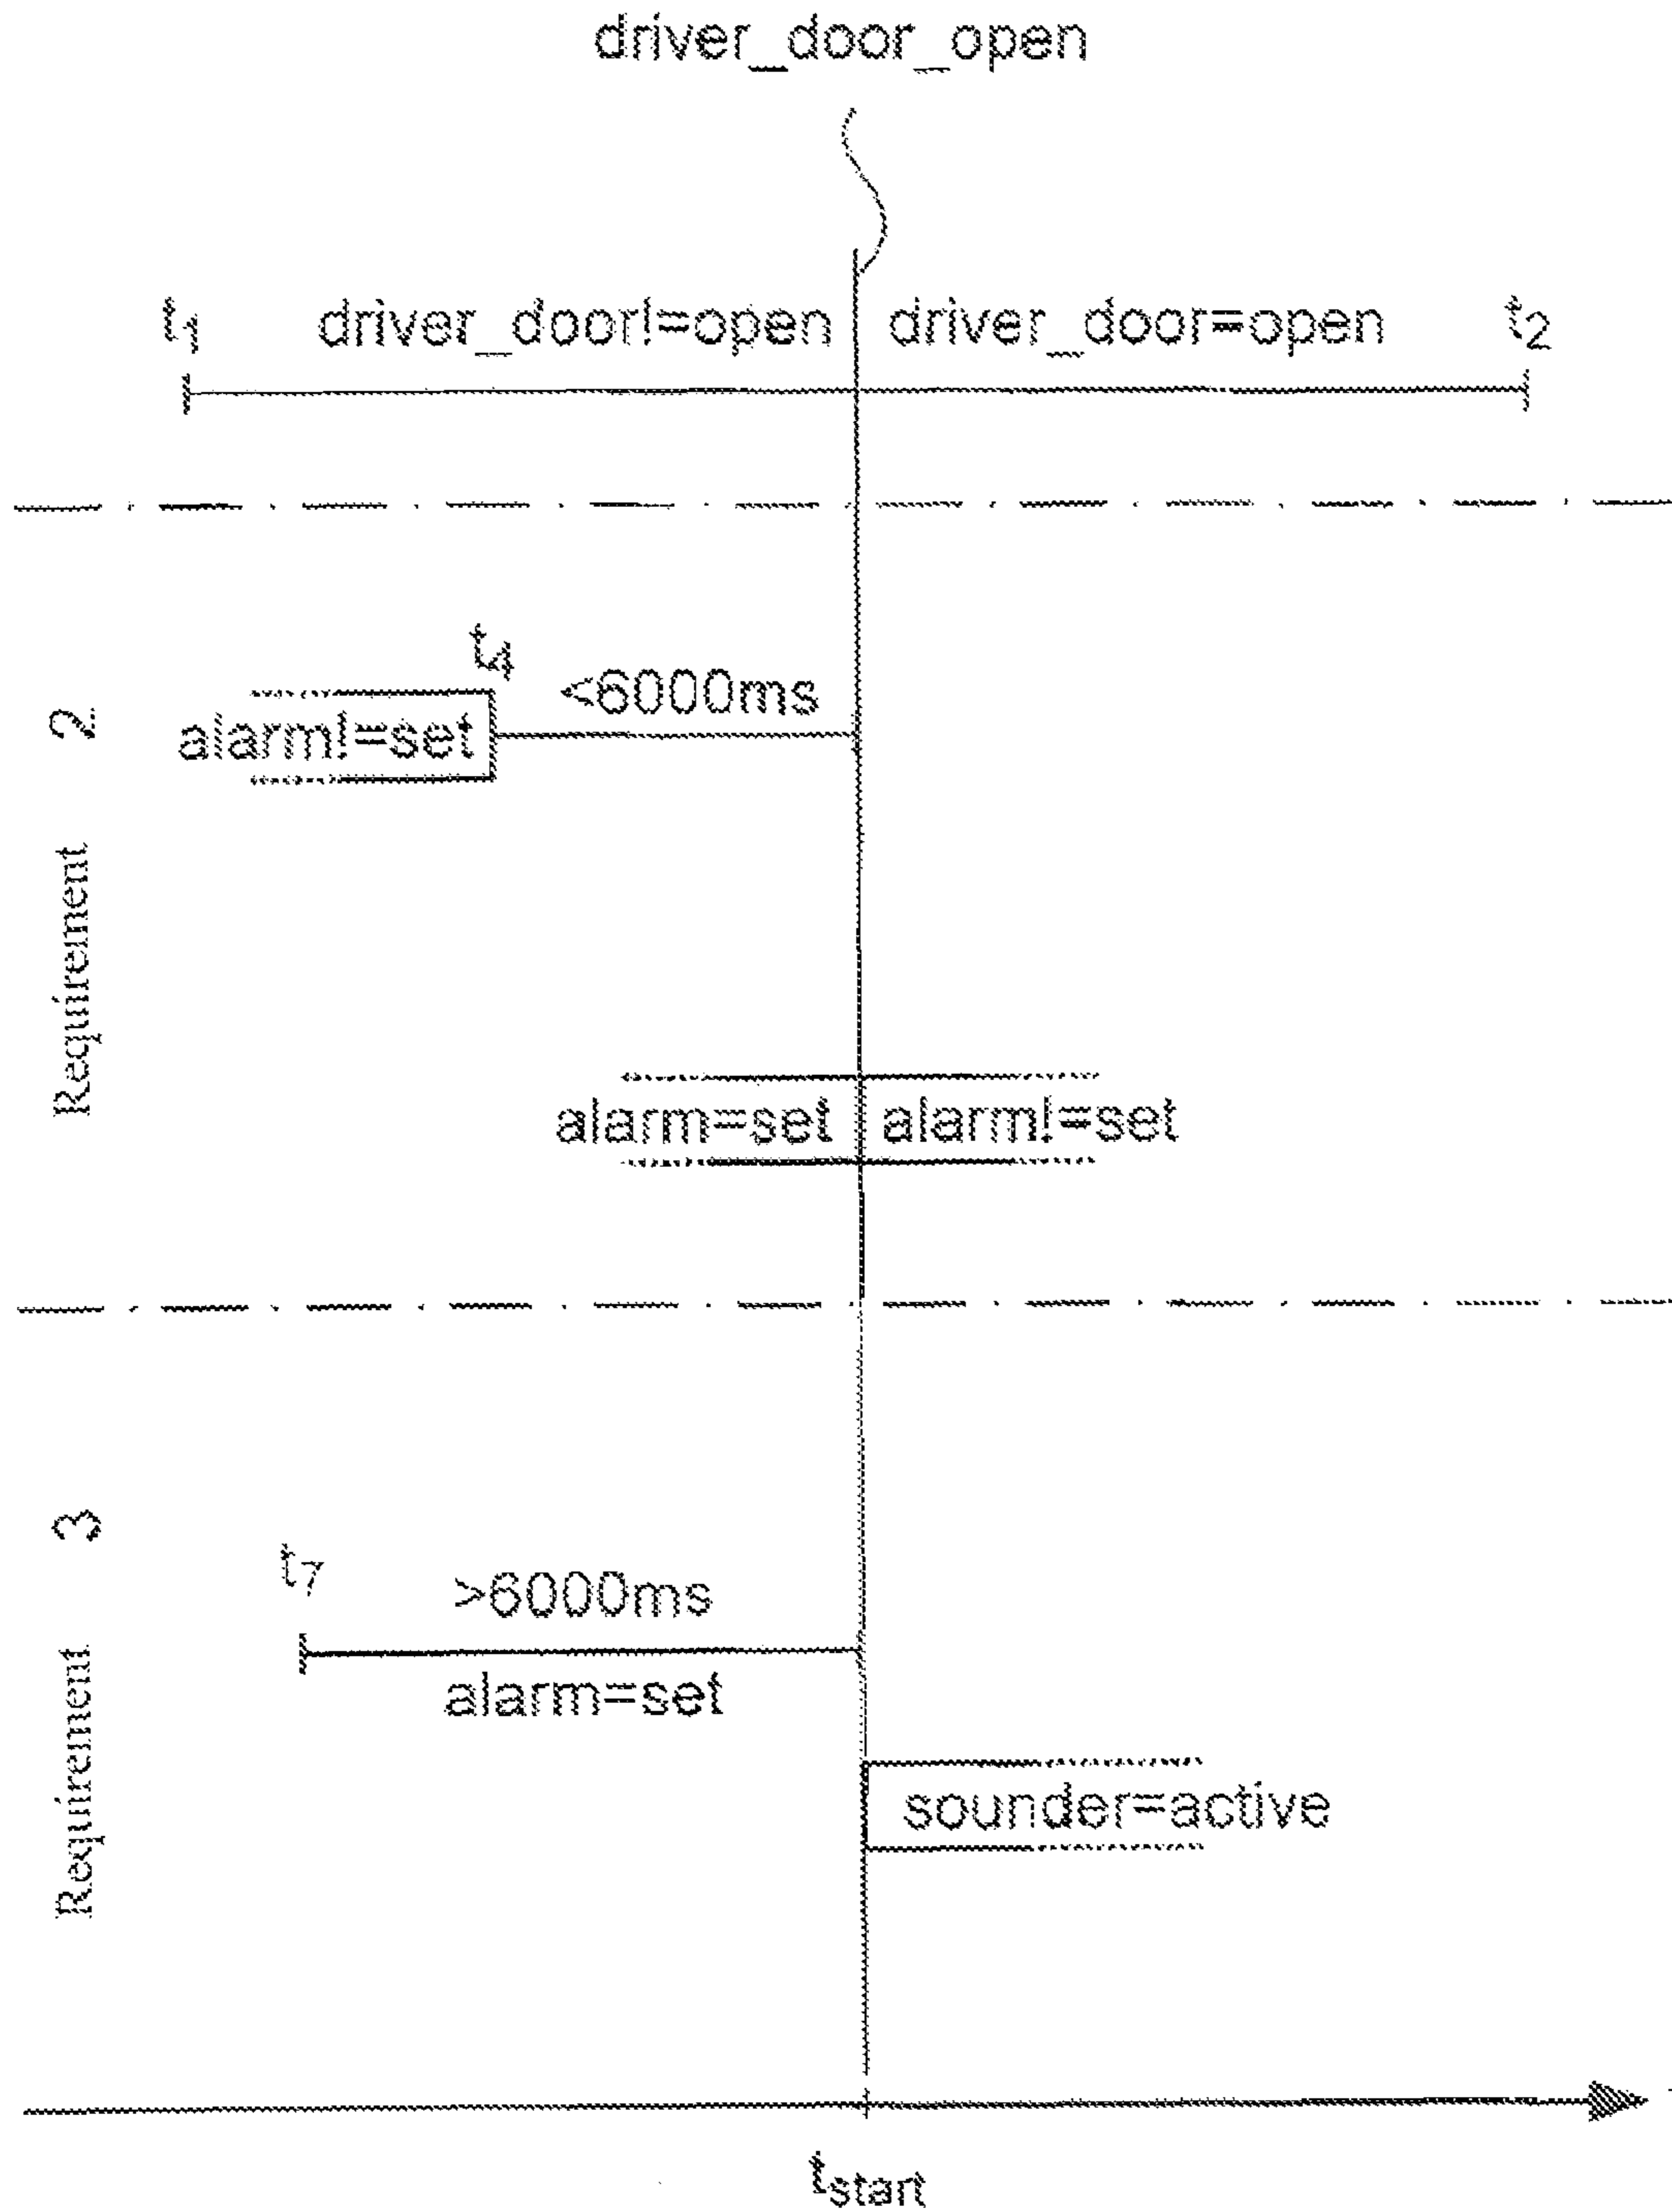 driver_door_open
t1 driver_door!=open driver_door=open t2
Requirement 2
t4
<6000ms
alarm!=set
alarm=set alarm!=set
Requirement 3
t7
>6000ms
alarm=set
sounder=active
tstart